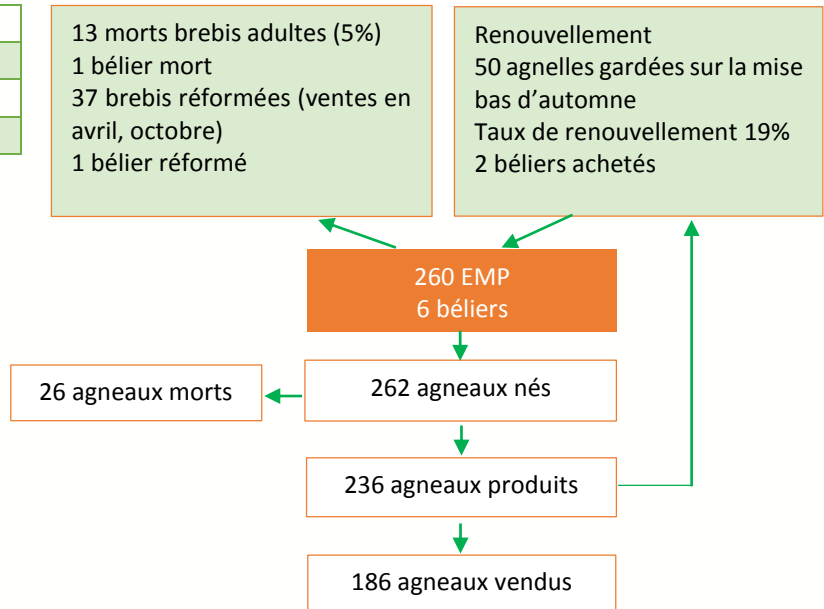 13 morts brebis adultes (5%)
1 bélier mort
37 brebis réformées (ventes en
avril, octobre)
1 bélier réformé
Renouvellement
50 agnelles gardées sur la mise
bas d’automne
Taux de renouvellement 19%
2 béliers achetés
260 EMP
6 béliers
26 agneaux morts
262 agneaux nés
236 agneaux produits
186 agneaux vendus